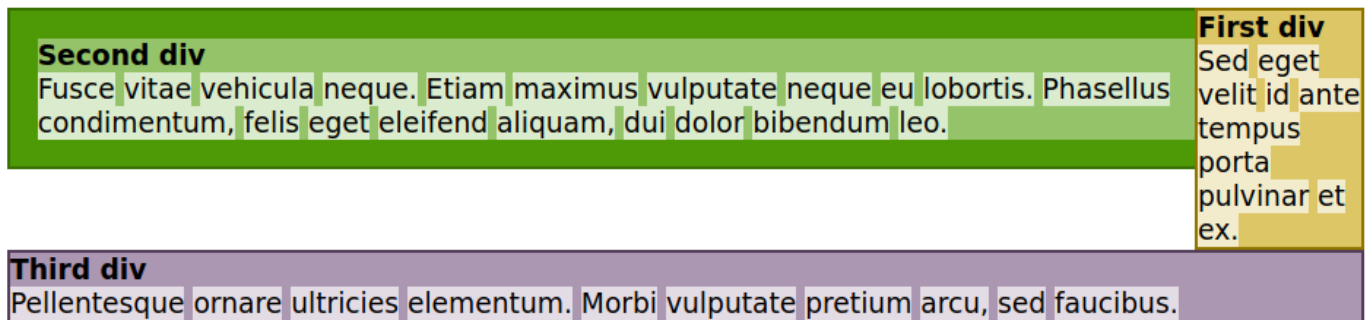 Second div
Fusce vitae vehicula neque. Etiam maximus vulputate neque eu lobortis. Phasellus
condimentum, felis eget eleifend aliquam, dui dolor bibendum leo.
First div
Sed eget
velit id ante
tempus
porta
pulvinar et
ex.
Third div
Pellentesque ornare ultricies elementum. Morbi vulputate pretium arcu, sed faucibus.